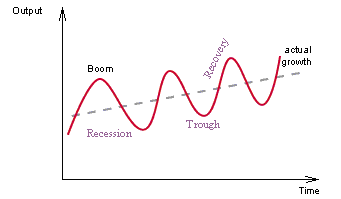 Output
Boom
Recovery
actual
growth
Recession
Trough
Time